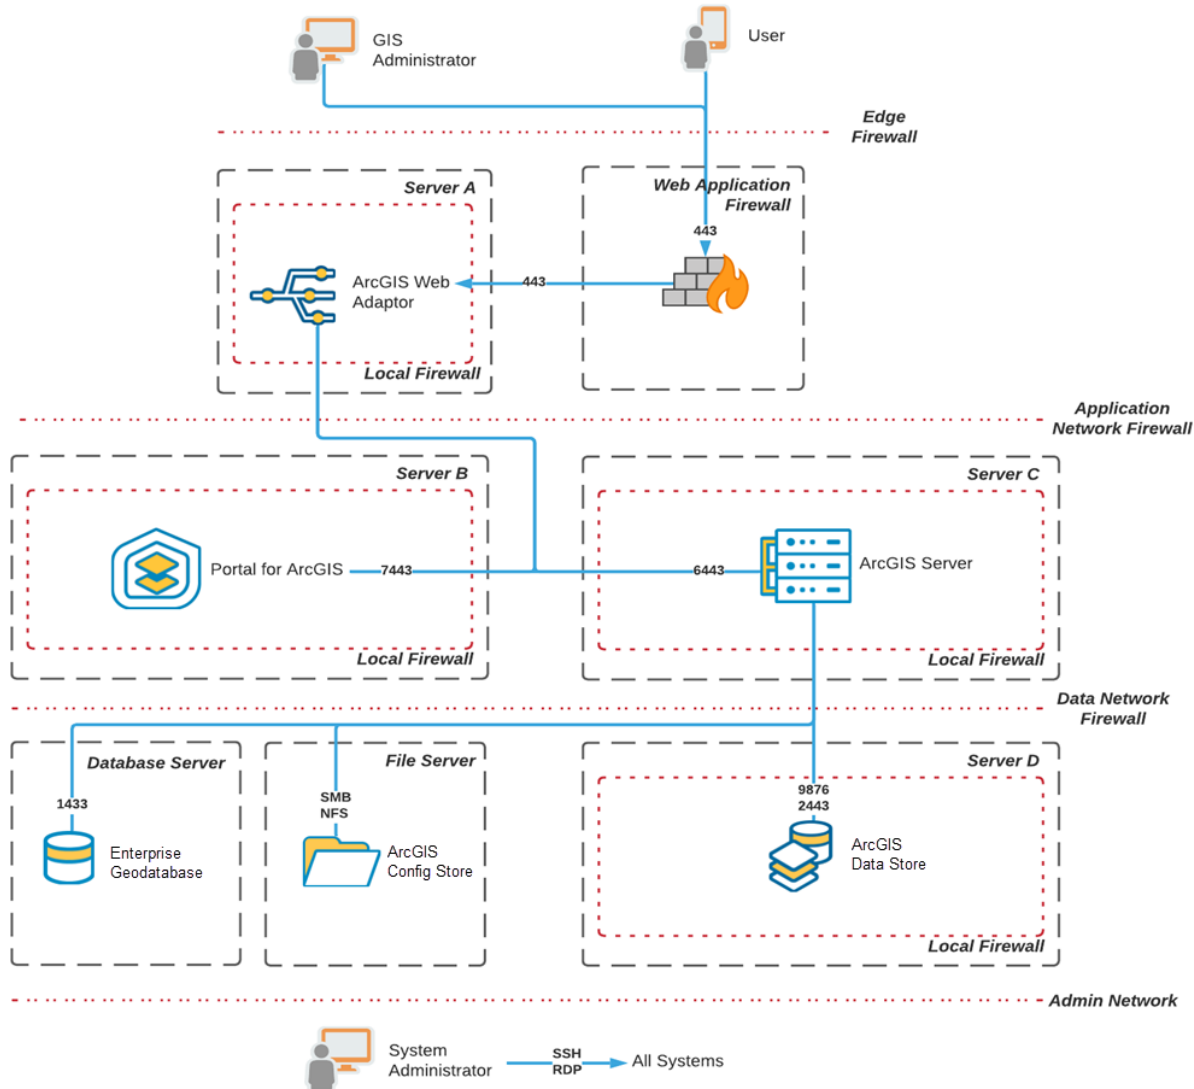 GIS
Administrator
User
Edge
Firewall
Server A
Web Application
Firewall
443
ArcGIS Web
Adaptor
443
Local Firewall
Application
Network Firewall
Server B
Server C
Portal for ArcGIS
7443
6443
ArcGIS Server
Local Firewall
Local Firewall
Data Network
Firewall
Database Server
File Server
Server D
1433
SMB
NFS
9876
2443
Enterprise
Geodatabase
ArcGIS
Config Store
ArcGIS
Data Store
Local Firewall
Admin Network
System
Administrator
SSH
RDP
All Systems